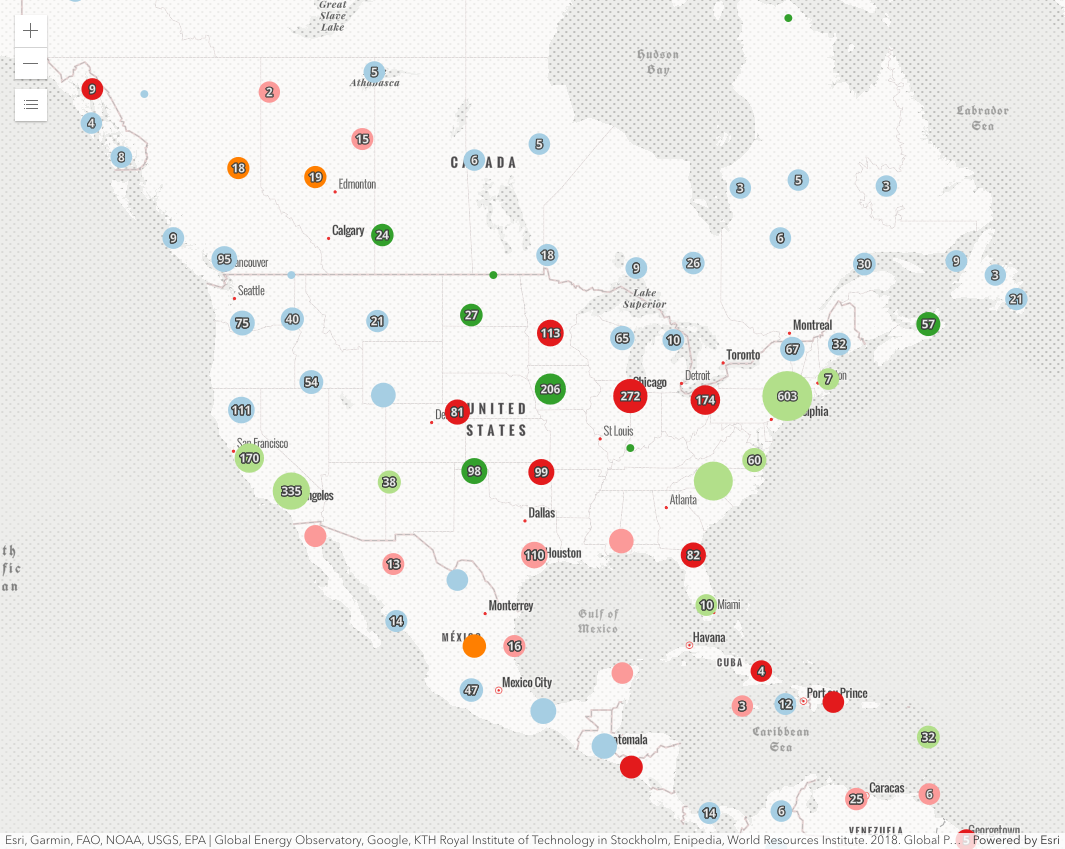 Great
Slave
Lake
Hudson
Bay
5
Athabasca
9
2
Labrador
Sea
4
15
5
8
CANADA
6
18
19
Edmonton
3
5
3
Calgary
24
9
6
95
ancouver
18
9
26
30
9
3
Seattle
Lake
Superior
21
75
40
21
27
113
65
10
Montreal
67
32
57
Toronto
54
Chicago
Detroit
7
on
111
De
81
UNITED
STATES
206
272
174
603
lphia
San Francisco
170
St Louis
98
99
60
335
ngeles
38
Atlanta
Dallas
th
fic
an
13
110
Houston
82
14
Monterrey
Gulf of
Mexico
10
Miami
MÉXICO
16
Havana
CUBA
4
47
Mexico City
3
12
Port au Prince
Caribbean
Sea
32
temala
14
6
25
Caracas
6
VENEZUELA
Georgetown
Esri, Garmin, FAO, NOAA, USGS, EPA | Global Energy Observatory, Google, KTH Royal Institute of Technology in Stockholm, Enipedia, World Resources Institute. 2018. Global P...
Powered by Esri